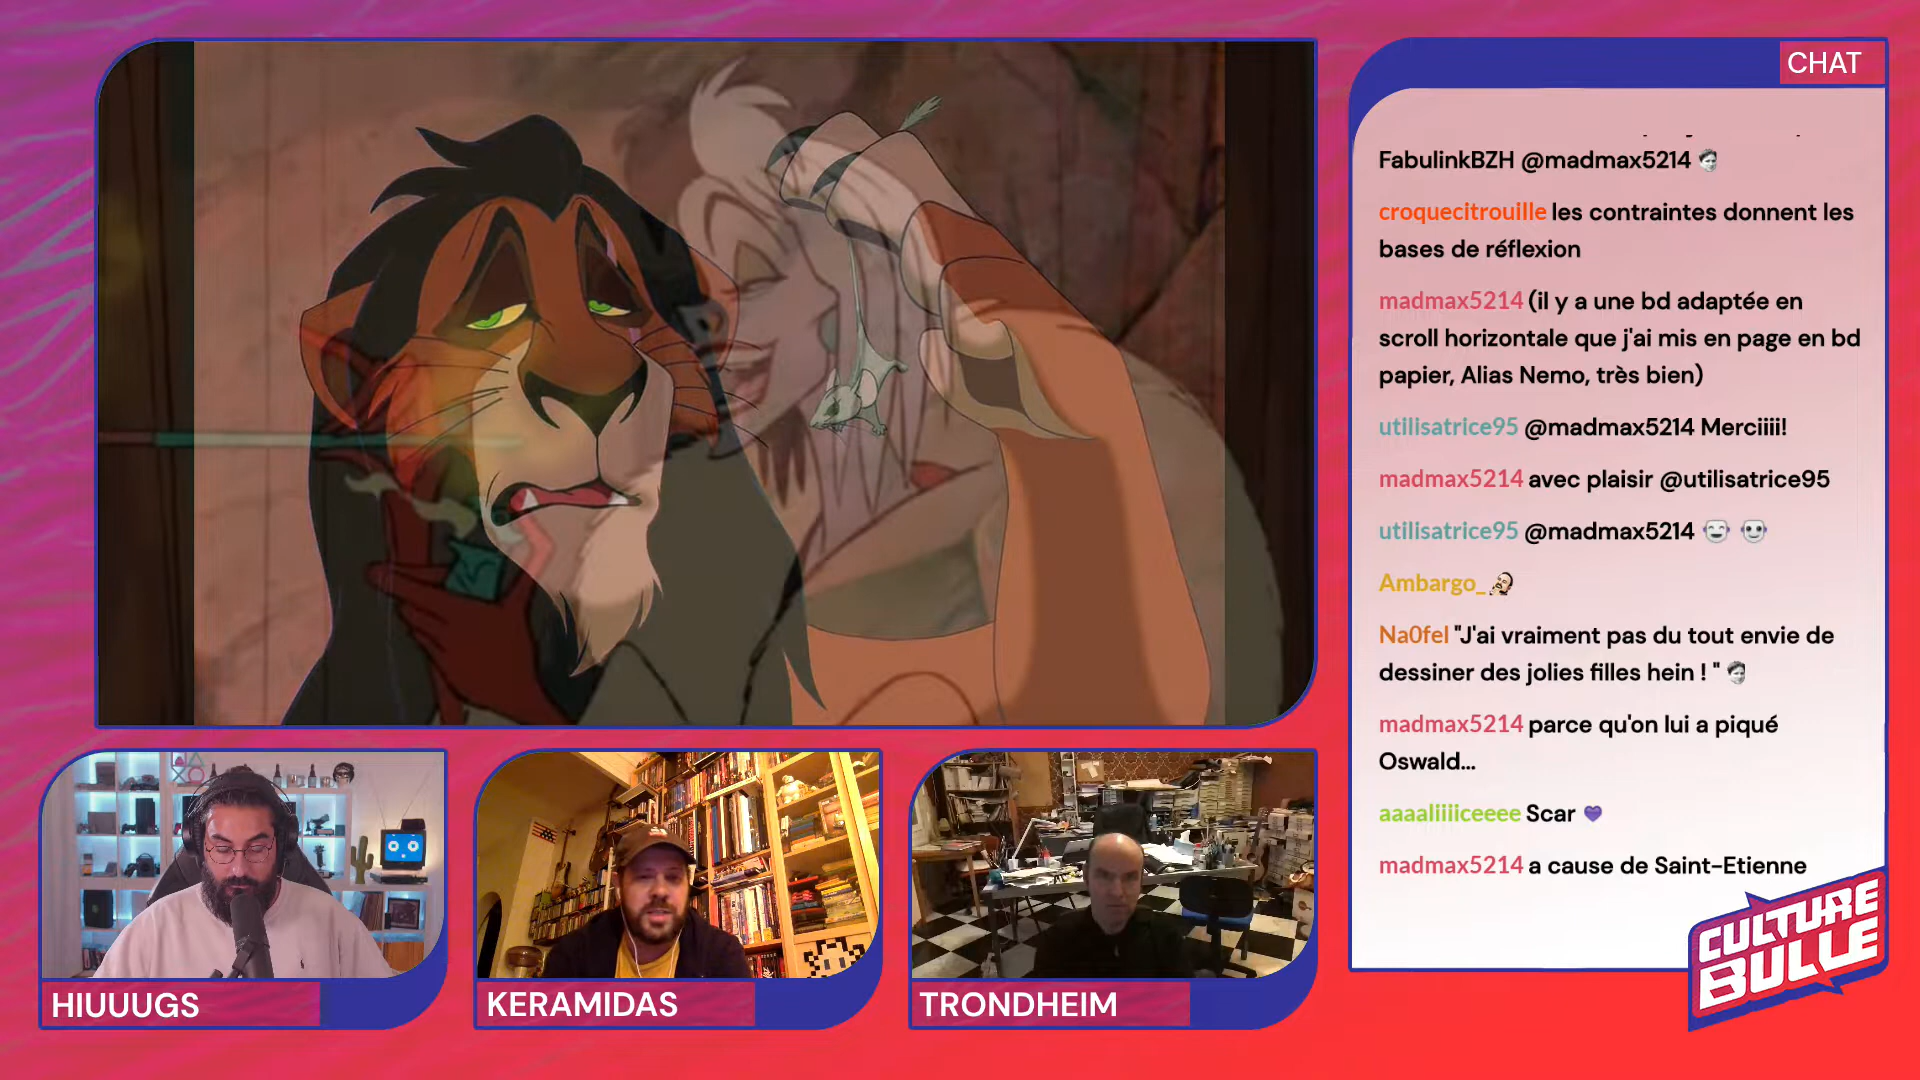 CHAT
FabulinkBZH @madmax5214
croquecitrouille les contraintes donnent les
bases de réflexion
madmax5214 (il y a une bd adaptée en
scroll horizontale que j'ai mis en page en bd
papier, Alias Nemo, très bien)
utilisatrice95 @madmax5214 Merciiii!
madmax5214 avec plaisir @utilisatrice95
utilisatrice95 @madmax5214
Ambargo_
Na0fel "J'ai vraiment pas du tout envie de
dessiner des jolies filles hein ! "
madmax5214 parce qu'on lui a piqué
Oswald...
aaaaliiiiceeeee Scar 💜
madmax5214 a cause de Saint-Etienne
CULTURE
BULLE
HIUUUGS
KERAMIDAS
TRONDHEIM